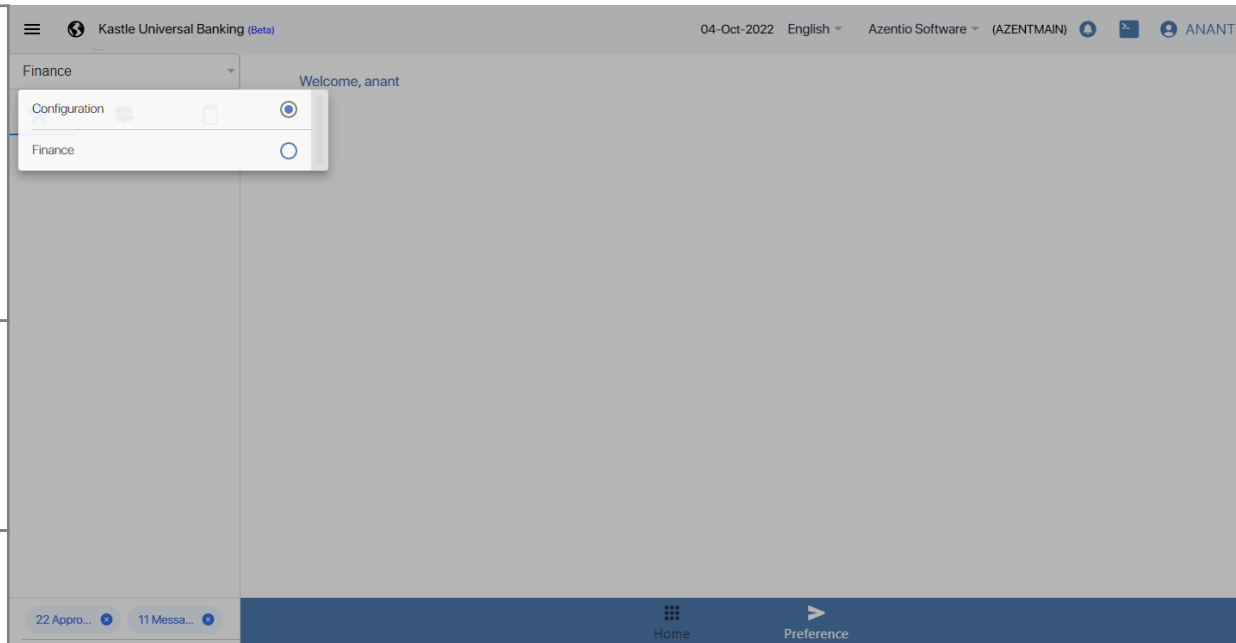 Kastle Universal Banking (Beta) 04-Oct-2022 English Azentio Software (AZENTMAIN) ANANT
Finance
Welcome, anant
Configuration
Finance
22 Appro... 11 Messa...
Home Preference